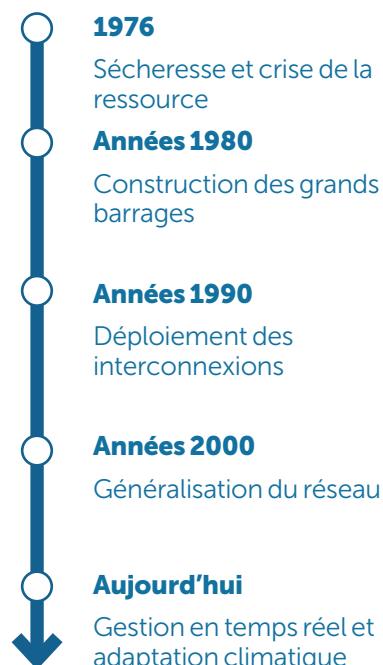 1976
Sécheresse et crise de la
ressource
Années 1980
Construction des grands
barrages
Années 1990
Déploiement des
interconnexions
Années 2000
Généralisation du réseau
Aujourd’hui
Gestion en temps réel et
adaptation climatique